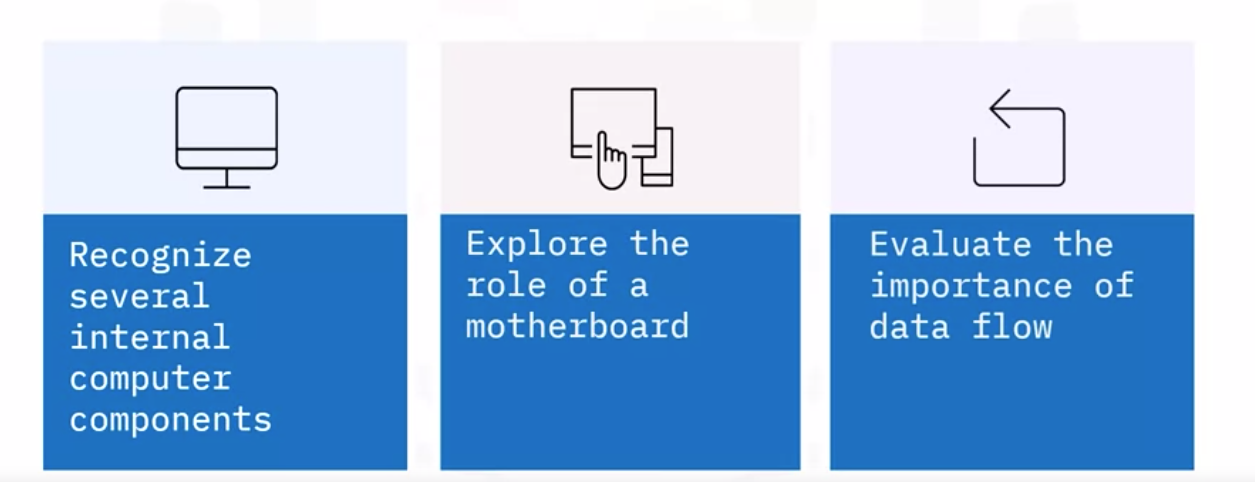 Recognize
several
internal
computer
components
Explore the
role of a
motherboard
Evaluate the
importance of
data flow